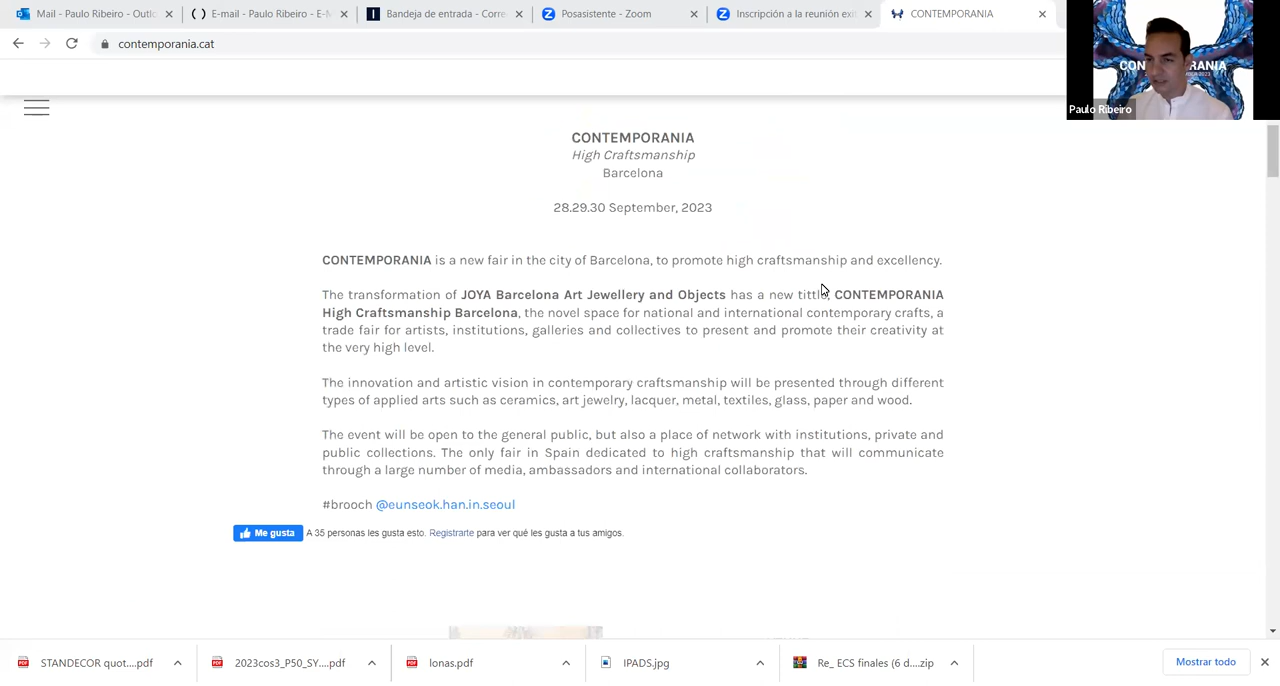 Mail - Paulo Ribeiro - Outlo
E-mail - Paulo Ribeiro - E-M
Bandeja de entrada - Corre
Posasistente - Zoom
Inscripción a la reunión exit
CONTEMPORANIA
contemporania.cat
Paulo Ribeiro
CONTEMPORANIA
High Craftsmanship
Barcelona
28.29.30 September, 2023
CONTEMPORANIA is a new fair in the city of Barcelona, to promote high craftsmanship and excellency.
The transformation of JOYA Barcelona Art Jewellery and Objects has a new tittle, CONTEMPORANIA
High Craftsmanship Barcelona, the novel space for national and international contemporary crafts, a
trade fair for artists, institutions, galleries and collectives to present and promote their creativity at
the very high level.
The innovation and artistic vision in contemporary craftsmanship will be presented through different
types of applied arts such as ceramics, art jewelry, lacquer, metal, textiles, glass, paper and wood.
The event will be open to the general public, but also a place of network with institutions, private and
public collections. The only fair in Spain dedicated to high craftsmanship that will communicate
through a large number of media, ambassadors and international collaborators.
#brooch @eunseok.han.in.seoul
Me gusta A 35 personas les gusta esto. Registrarte para ver qué les gusta a tus amigos.
STANDECOR quot....pdf
2023cos3_P50_SY....pdf
lonas.pdf
IPADS.jpg
Re_ ECS finales (6 d....zip
Mostrar todo